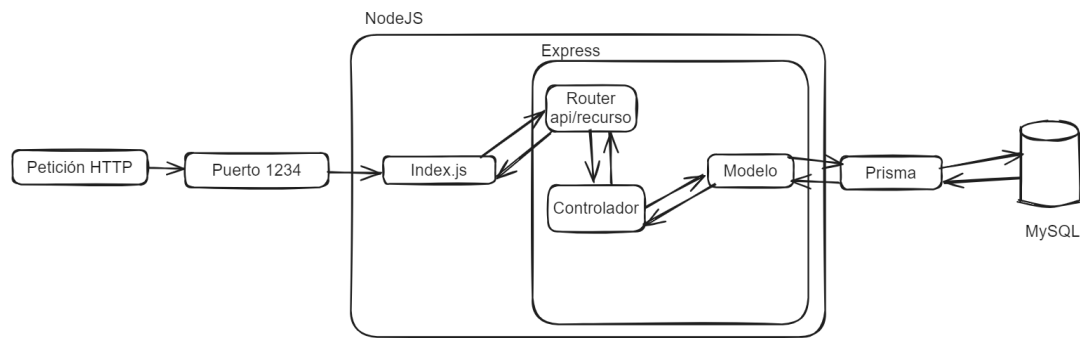 NodeJS
Express
Router
api/recurso
Petición HTTP
Puerto 1234
Index.js
Modelo
Prisma
Controlador
MySQL